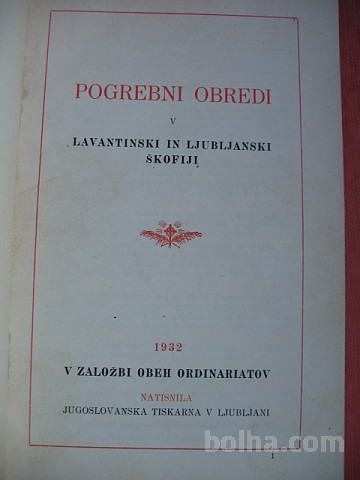 POGREBNI OBREDI
V
LAVANTINSKI IN LJUBLJANSKI
ŠKOFIJI
1932
V ZALOŽBI OBEH ORDINARIATOV
NATISNILA
JUGOSLOVANSKA TISKARNA V LJUBLJANI
bolha.com
1